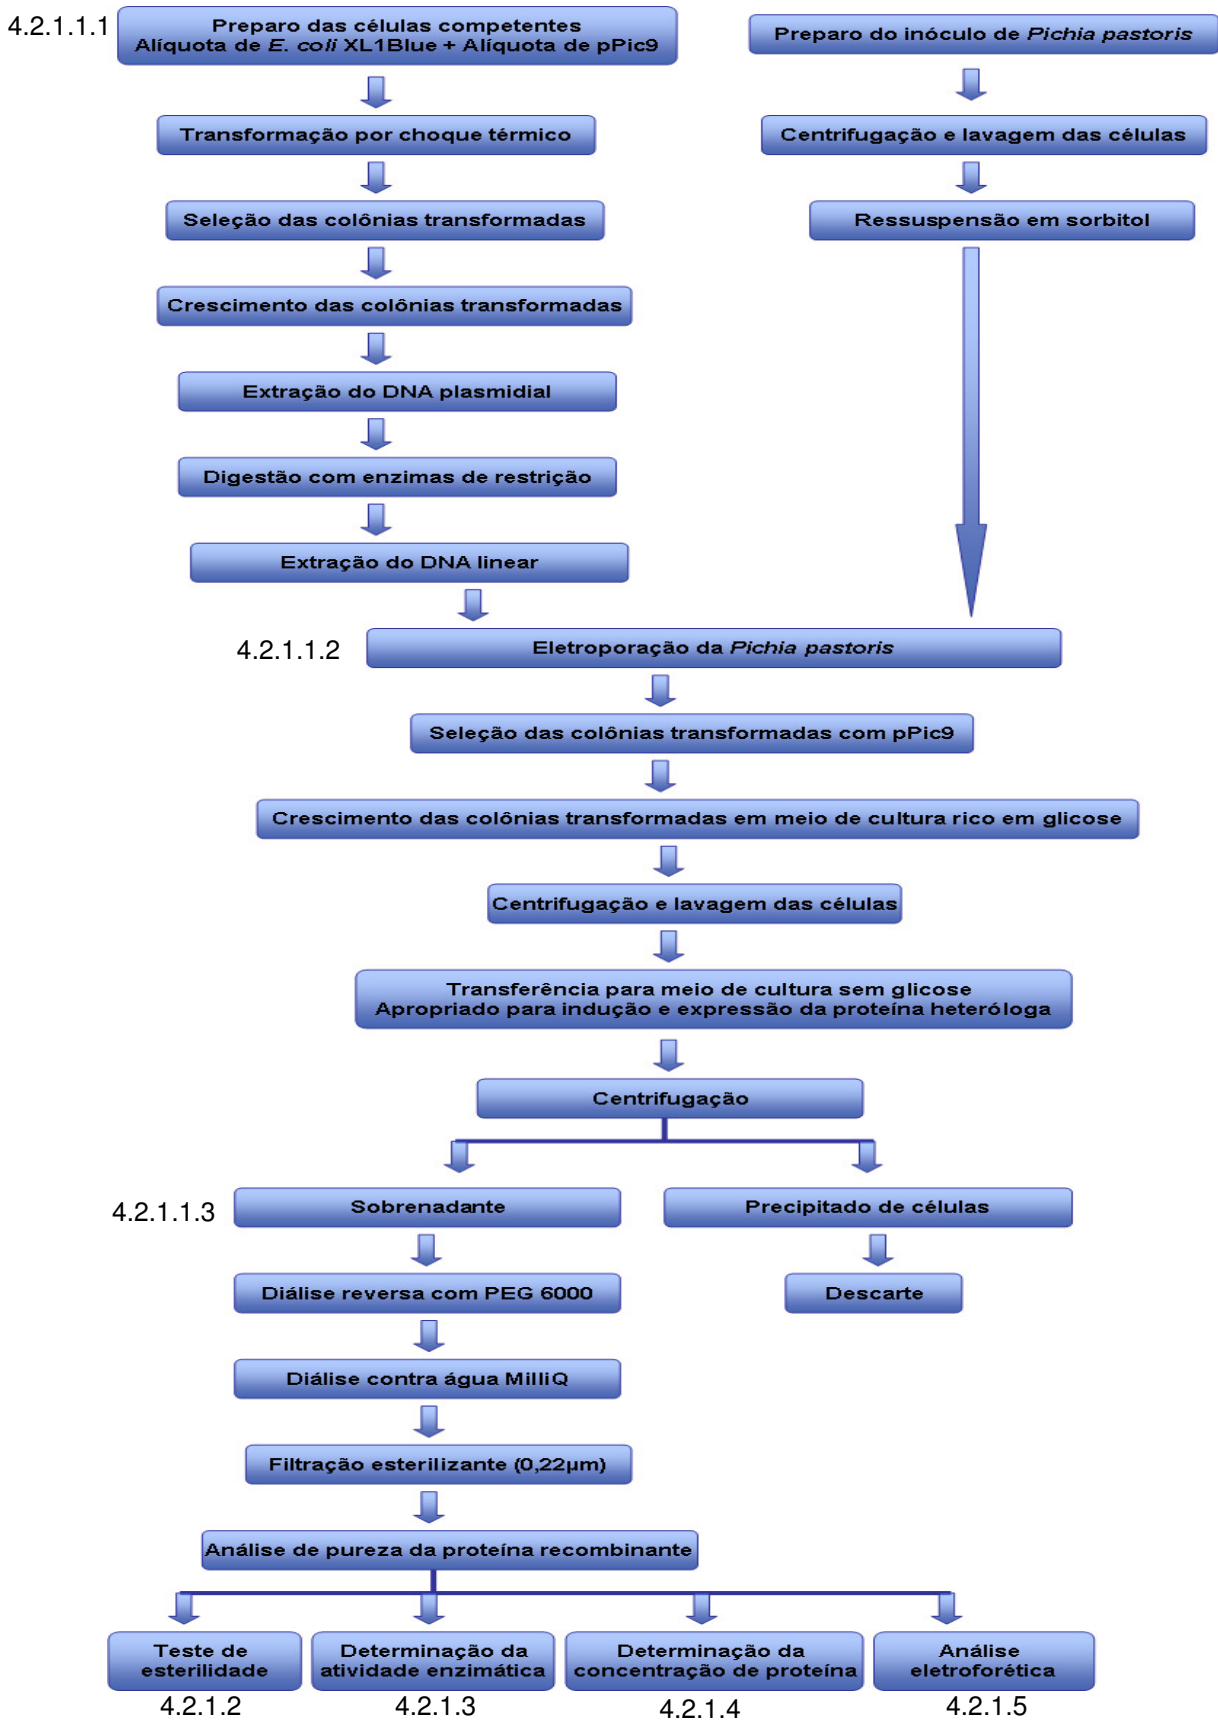 4.2.1.1.1
Preparo das células competentes
Alíquota de E. coli XL1Blue + Alíquota de pPic9
Preparo do inóculo de Pichia pastoris
Transformação por choque térmico
Centrifugação e lavagem das células
Seleção das colônias transformadas
Ressuspensão em sorbitol
Crescimento das colônias transformadas
Extração do DNA plasmidial
Digestão com enzimas de restrição
Extração do DNA linear
4.2.1.1.2
Eletroporação da Pichia pastoris
Seleção das colônias transformadas com pPic9
Crescimento das colônias transformadas em meio de cultura rico em glicose
Centrifugação e lavagem das células
Transferência para meio de cultura sem glicose
Apropriado para indução e expressão da proteína heteróloga
Centrifugação
4.2.1.1.3
Sobrenadante
Precipitado de células
Diálise reversa com PEG 6000
Descarte
Diálise contra água MilliQ
Filtração esterilizante (0,22µm)
Análise de pureza da proteína recombinante
Teste de
esterilidade
Determinação da
atividade enzimática
Determinação da
concentração de proteína
Análise
eletroforética
4.2.1.2
4.2.1.3
4.2.1.4
4.2.1.5